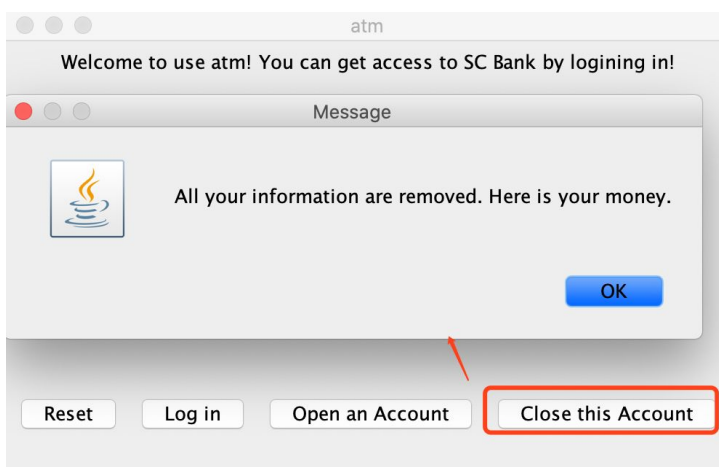 atm
Welcome to use atm! You can get access to SC Bank by logining in!
Message
All your information are removed. Here is your money.
OK
Reset Log in Open an Account Close this Account